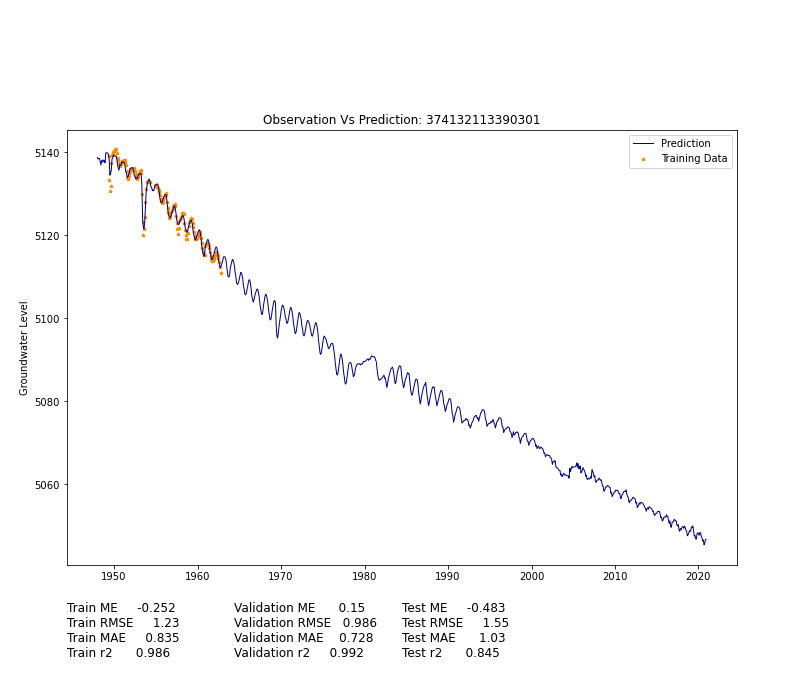 Observation Vs Prediction: 374132113390301
Prediction
Training Data
Groundwater Level
5140
5120
5100
5080
5060
1950 1960 1970 1980 1990 2000 2010 2020
Train ME -0.252 Validation ME 0.15 Test ME -0.483
Train RMSE 1.23 Validation RMSE 0.986 Test RMSE 1.55
Train MAE 0.835 Validation MAE 0.728 Test MAE 1.03
Train r2 0.986 Validation r2 0.992 Test r2 0.845